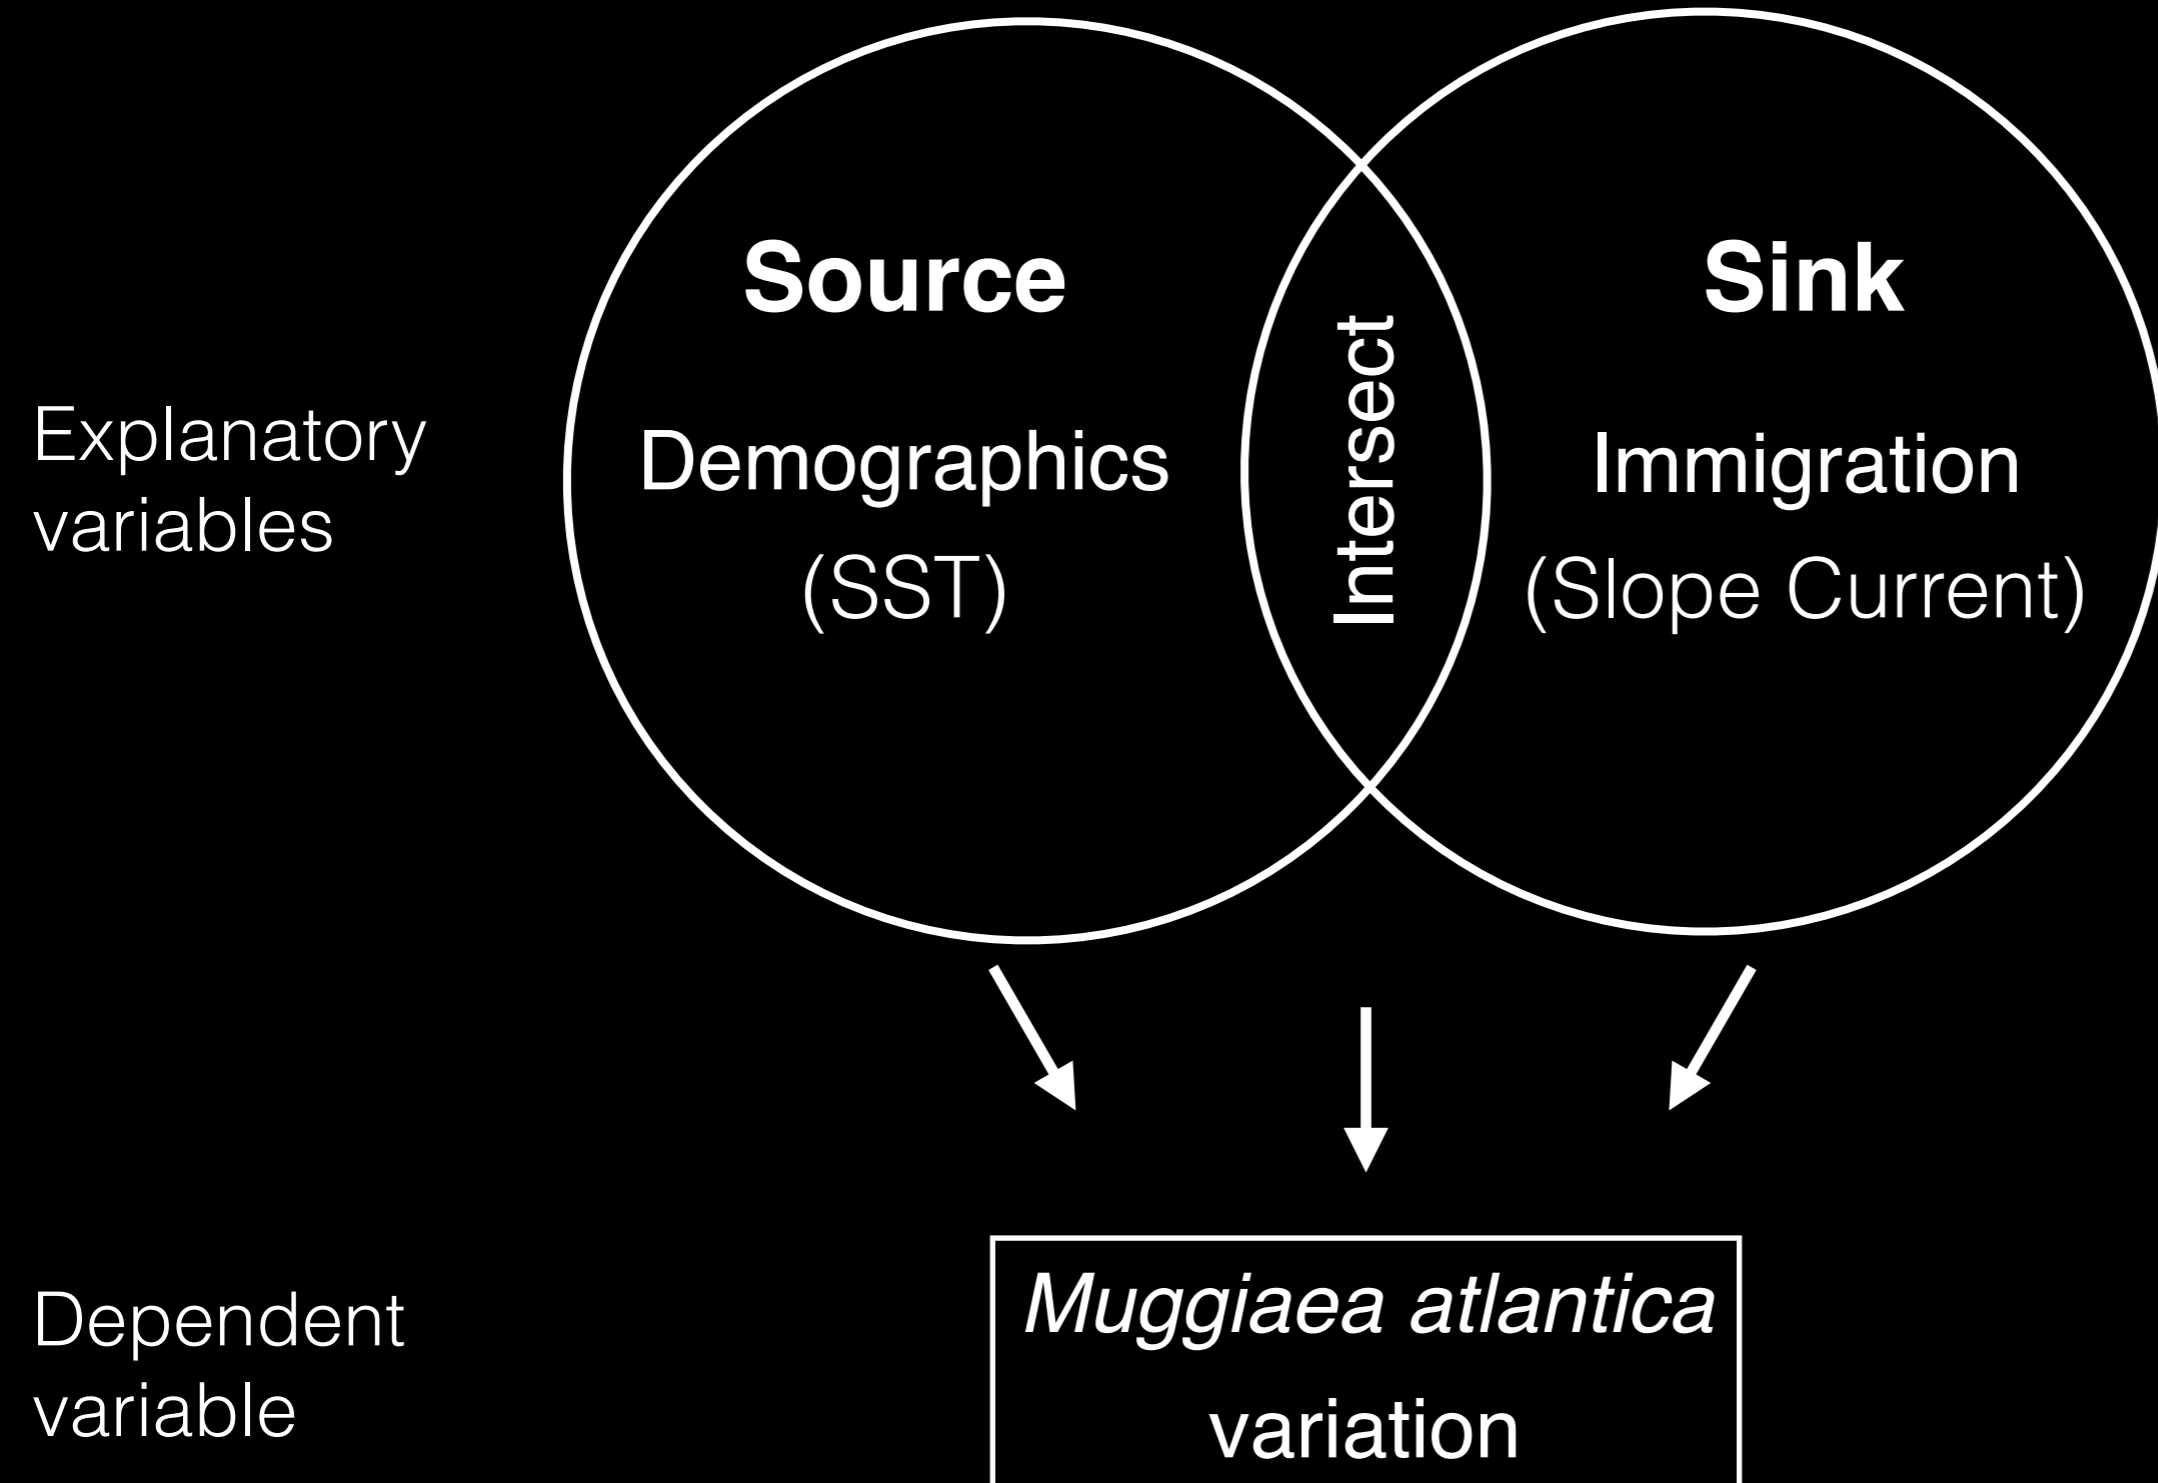 Source
Sink
Intersect
Explanatory
variables
Demographics
(SST)
Immigration
(Slope Current)
Dependent
variable
Muggiaea atlantica
variation